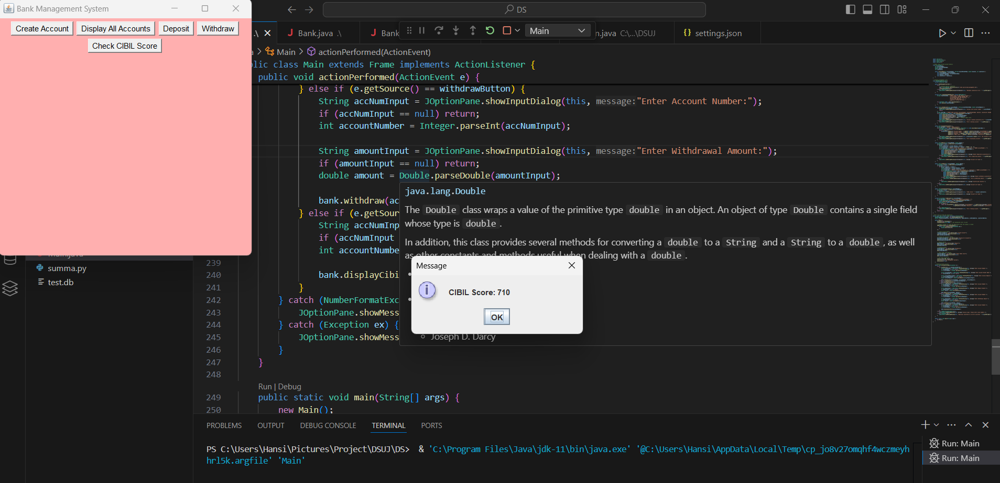 Bank Management System
Create Account
Display All Accounts
Deposit
Withdraw
Check CIBIL Score
DS
.\
Bank.java .\
Bank
Main
n.java C:\...\DSUJ
{} settings.json
a > Main > actionPerformed(ActionEvent)
lic class Main extends Frame implements ActionListener {
public void actionPerformed(ActionEvent e) {
} else if (e.getSource() == withdrawButton) {
String accNumInput = JOptionPane.showInputDialog(this, message:"Enter Account Number:");
if (accNumInput == null) return;
int accountNumber = Integer.parseInt(accNumInput);
String amountInput = JOptionPane.showInputDialog(this, message:"Enter Withdrawal Amount:");
if (amountInput == null) return;
double amount = Double.parseDouble(amountInput);
bank.withdraw(ac
} else if (e.getSour
String accNumInp
if (accNumInput
int accountNumbe
239
240 bank.displayCibi
241 }
242 } catch (NumberFormatExc
243 JOptionPane.showMess
244 } catch (Exception ex) {
245 JOptionPane.showMess
246 }
247 }
248
Run | Debug
249 public static void main(String[] args) {
250 new Main();
java.lang.Double
The Double class wraps a value of the primitive type double in an object. An object of type Double contains a single field
whose type is double .
In addition, this class provides several methods for converting a double to a String and a String to a double , as well
as other constants and methods useful when dealing with a double .
Joseph D. Darcy
Message
CIBIL Score: 710
OK
main.java
summa.py
test.db
PROBLEMS
OUTPUT
DEBUG CONSOLE
TERMINAL
PORTS
PS C:\Users\Hansi\Pictures\Project\DSUJ\DS> & 'C:\Program Files\Java\jdk-11\bin\java.exe' '@C:\Users\Hansi\AppData\Local\Temp\cp_jo8v27omqhf4wczmeyh
hrl5k.argfile' 'Main'
Run: Main
Run: Main